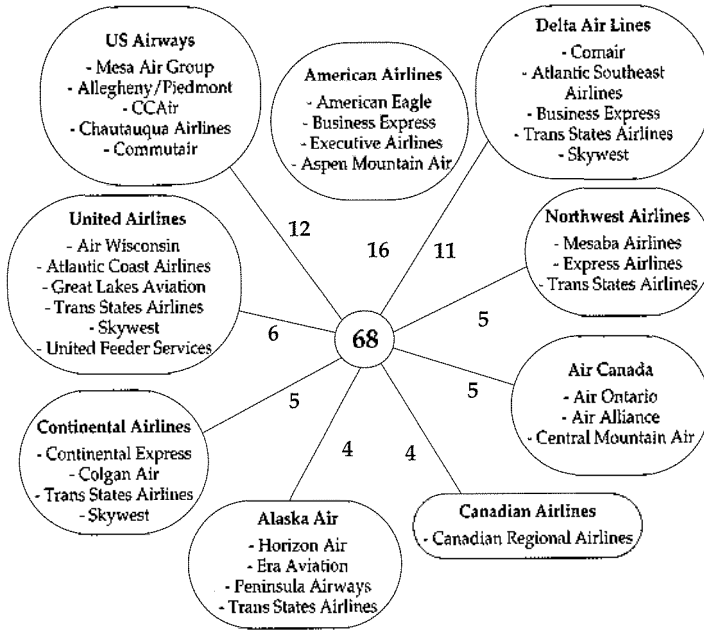 US Airways
- Mesa Air Group
- Allegheny/Piedmont
- CCAir
- Chautauqua Airlines
- Commutair
American Airlines
- American Eagle
- Business Express
- Executive Airlines
- Aspen Mountain Air
Delta Air Lines
- Comair
- Atlantic Southeast
Airlines
- Business Express
- Trans States Airlines
- Skywest
12
16
11
United Airlines
- Air Wisconsin
- Atlantic Coast Airlines
- Great Lakes Aviation
- Trans States Airlines
- Skywest
- United Feeder Services
Northwest Airlines
- Mesaba Airlines
- Express Airlines
- Trans States Airlines
6
68
5
Continental Airlines
- Continental Express
- Colgan Air
- Trans States Airlines
- Skywest
5
5
Air Canada
- Air Ontario
- Air Alliance
- Central Mountain Air
4
4
Alaska Air
- Horizon Air
- Era Aviation
- Peninsula Airways
- Trans States Airlines
Canadian Airlines
- Canadian Regional Airlines